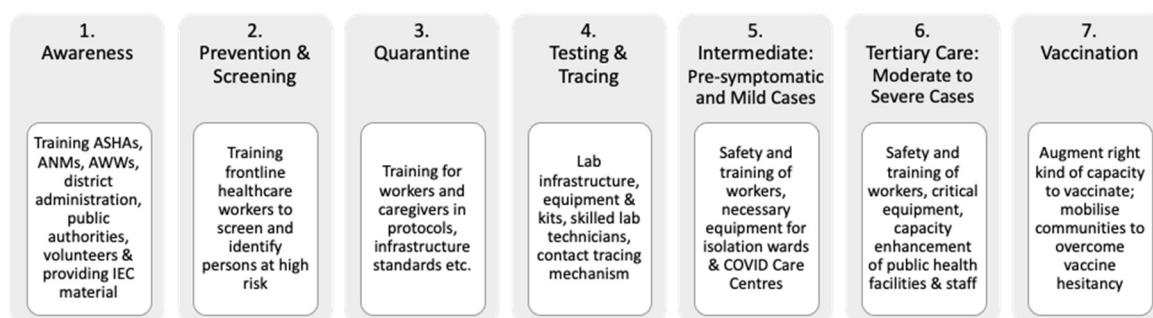 1.
Awareness
Training ASHAs,
ANMs, AWWs,
district
administration,
public
authorities,
volunteers &
providing IEC
material
2.
Prevention &
Screening
Training
frontline
healthcare
workers to
screen and
identify
persons at high
risk
3.
Quarantine
Training for
workers and
caregivers in
protocols,
infrastructure
standards etc.
4.
Testing &
Tracing
Lab
infrastructure,
equipment &
kits, skilled lab
technicians,
contact tracing
mechanism
5.
Intermediate:
Pre-symptomatic
and Mild Cases
Safety and
training of
workers,
necessary
equipment for
isolation wards
& COVID Care
Centres
6.
Tertiary Care:
Moderate to
Severe Cases
Safety and
training of
workers, critical
equipment,
capacity
enhancement
of public health
facilities & staff
7.
Vaccination
Augment right
kind of capacity
to vaccinate;
mobilise
communities to
overcome
vaccine
hesitancy